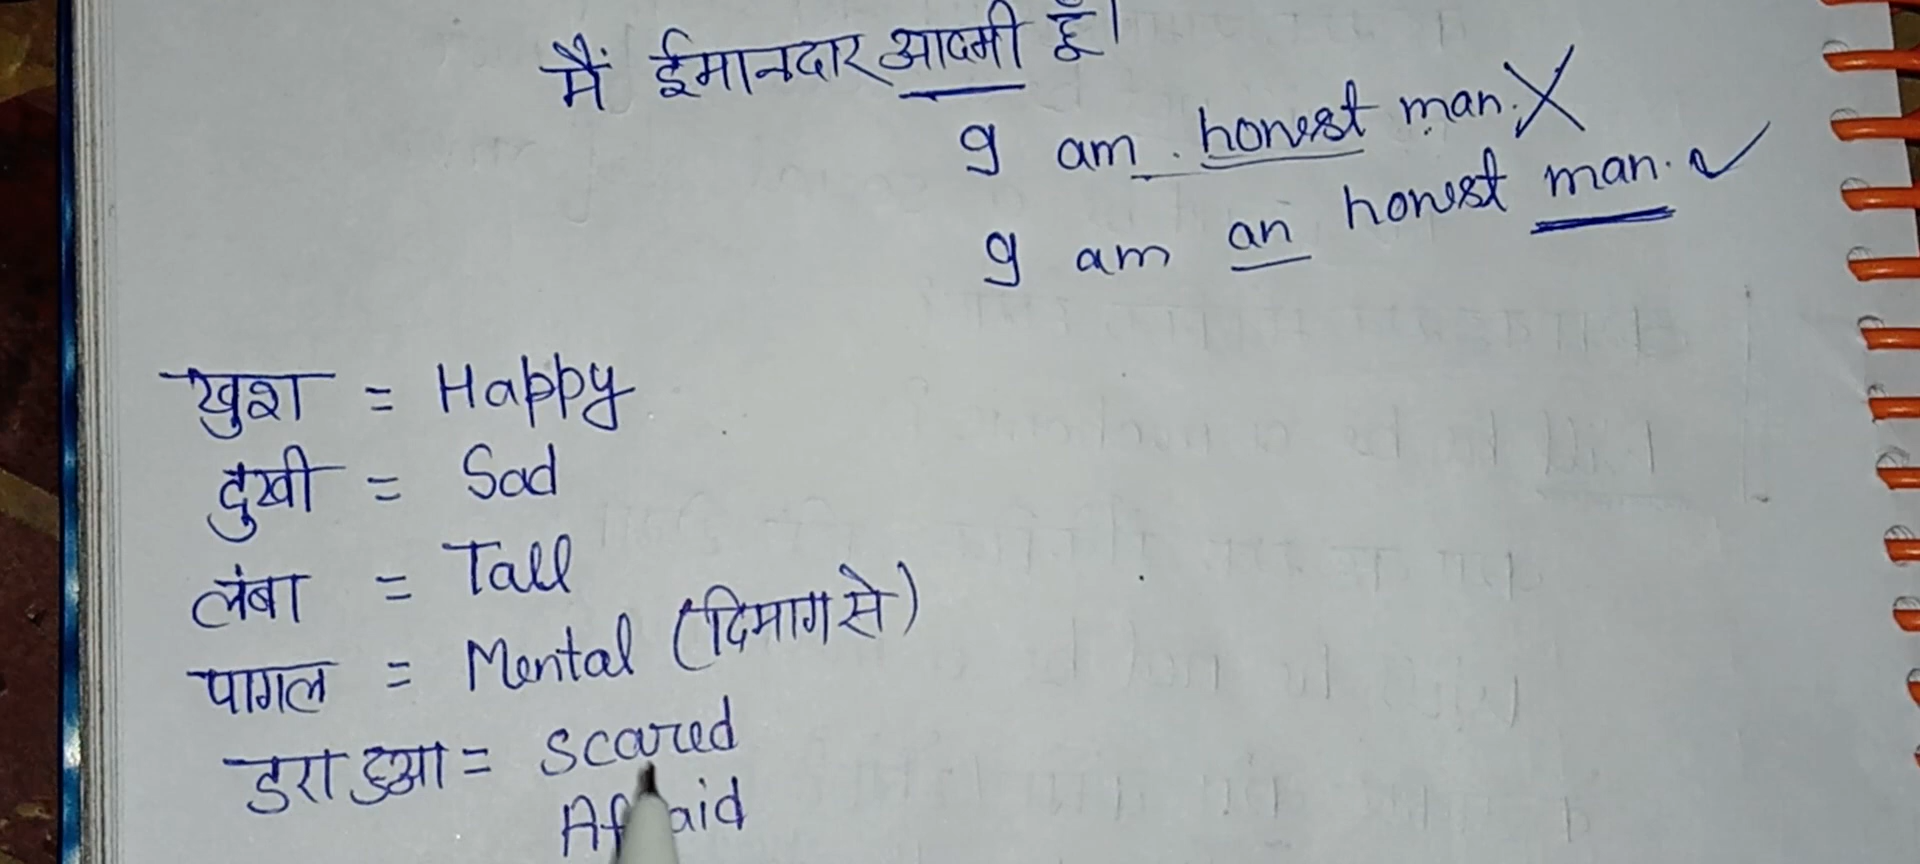 मैं ईमानदार आदमी हूँ।
I am honest man. X
I am an honest man. ✓
खुश = Happy
दुखी = Sad
लंबा = Tall
पागल = Mental (दिमाग से)
डरा हुआ = Scared
Afraid